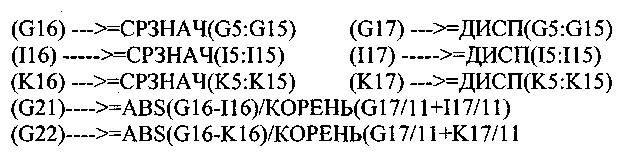 (G16) --->=СРЗНАЧ(G5:G15) (G17) --->=ДИСП(G5:G15)
(I16) ----->=СРЗНАЧ(I5:I15) (I17) ----->=ДИСП(I5:I15)
(K16) --->=СРЗНАЧ(K5:K15) (K17) --->=ДИСП(K5:K15)
(G21)---->=ABS(G16-I16)/КОРЕНЬ(G17/11+I17/11)
(G22)---->=ABS(G16-K16)/КОРЕНЬ(G17/11+K17/11